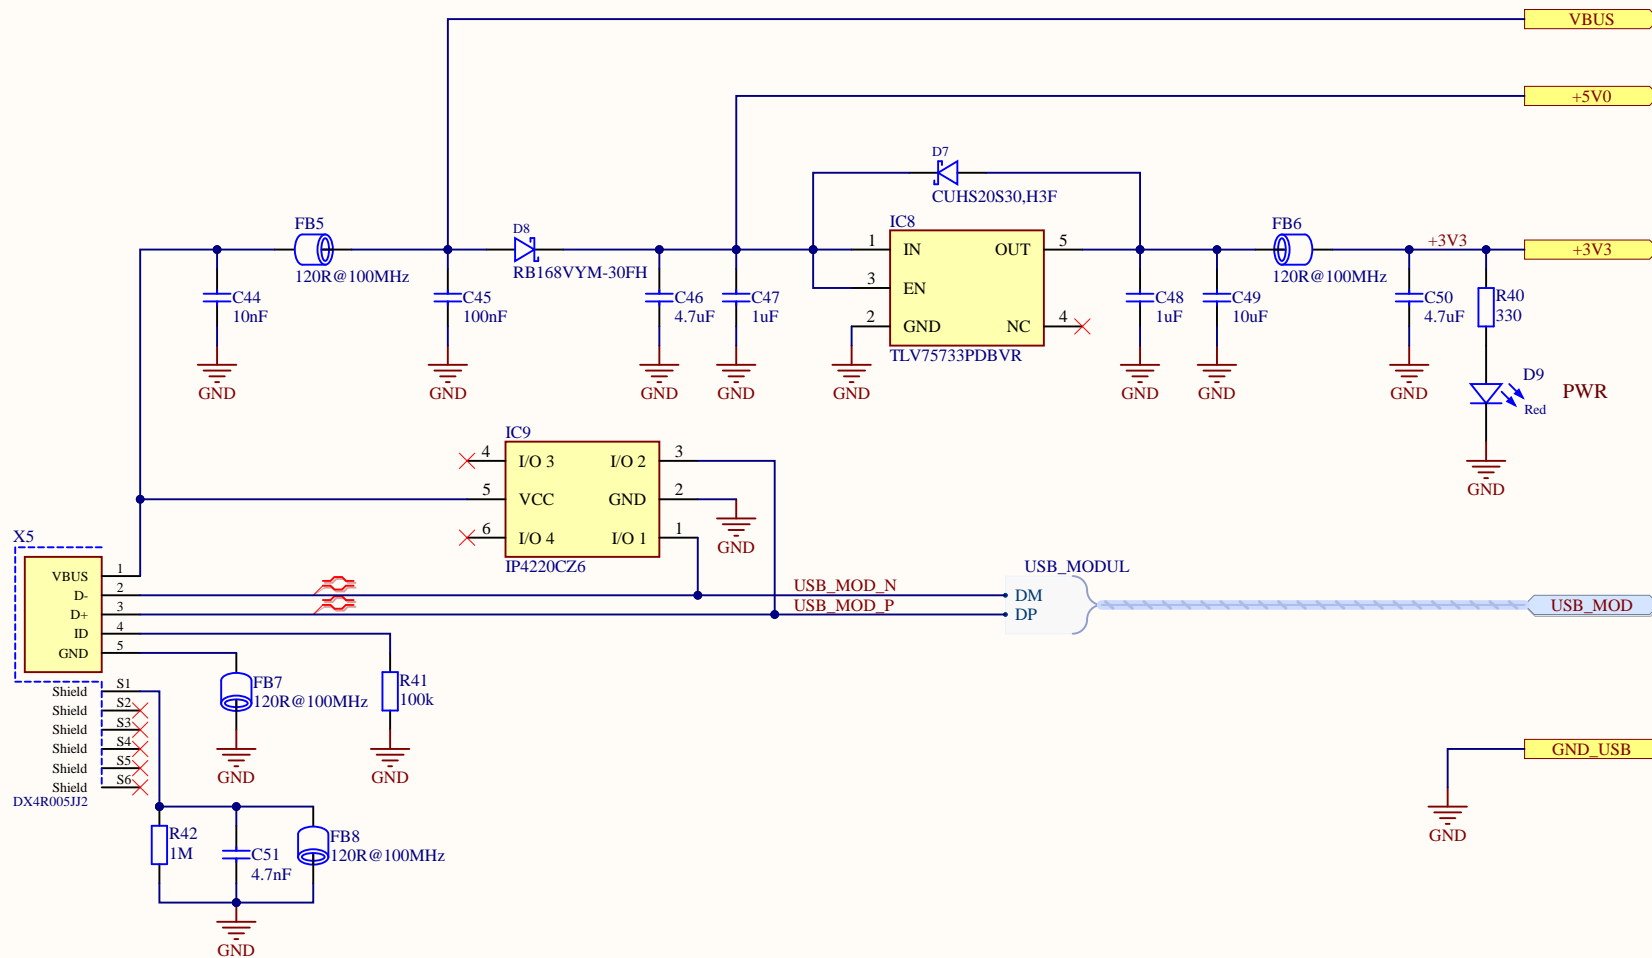 VBUS
+5V0
D7
CUHS20S30,H3F
FB5
120R@100MHz
D8
RB168VYM-30FH
IC8
1 IN OUT 5
3 EN
2 GND NC 4
TLV75733PDBVR
FB6
120R@100MHz
+3V3
+3V3
C44
10nF
C45
100nF
C46
4.7uF
C47
1uF
C48
1uF
C49
10uF
C50
4.7uF
R40
330
GND
GND
GND
GND
GND
GND
GND
GND
D9
Red
PWR
GND
IC9
4 I/O 3 I/O 2 3
5 VCC GND 2
6 I/O 4 I/O 1 1
IP4220CZ6
GND
X5
VBUS 1
D- 2
D+ 3
ID 4
GND 5
Shield S1
Shield S2
Shield S3
Shield S4
Shield S5
Shield S6
DX4R005JJ2
USB_MOD_N
USB_MOD_P
USB_MODUL
DM
DP
USB_MOD
FB7
120R@100MHz
GND
R41
100k
GND
GND_USB
GND
R42
1M
C51
4.7nF
FB8
120R@100MHz
GND